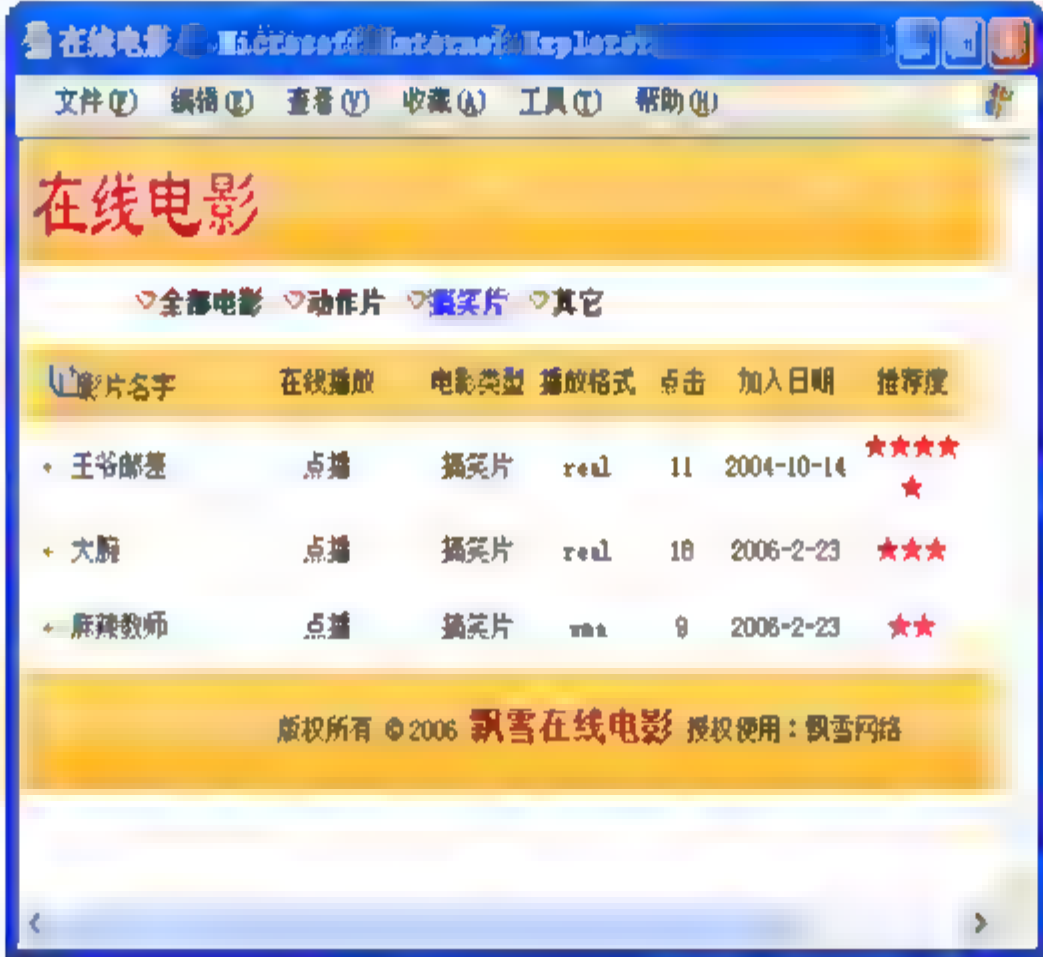 在线电影 - Microsoft Internet Explorer
文件(F) 编辑(E) 查看(V) 收藏(A) 工具(T) 帮助(H)
在线电影
全部电影 动作片 搞笑片 其它
影片名字 在线播放 电影类型 播放格式 点击 加入日期 推荐度
点播 搞笑片 real 11 2004-10-14 ★★★★
★
大腕 点播 搞笑片 real 18 2006-2-23 ★★★
麻辣教师 点播 搞笑片 9 2006-2-23 ★★
版权所有 ©2006 飘雪在线电影 授权使用：飘雪网络